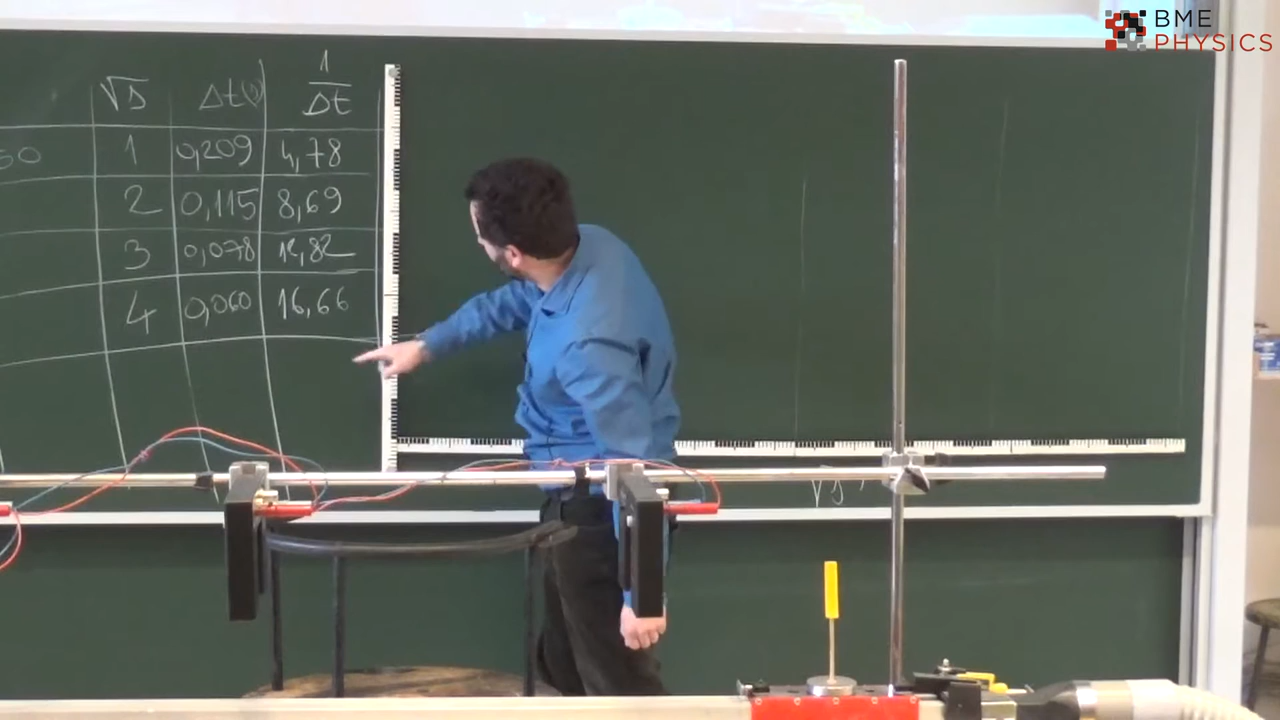 BME
PHYSICS
√s Δt(s) 1/Δt
50 1 0,209 4,78
2 0,115 8,69
3 0,078 12,82
4 0,060 16,66